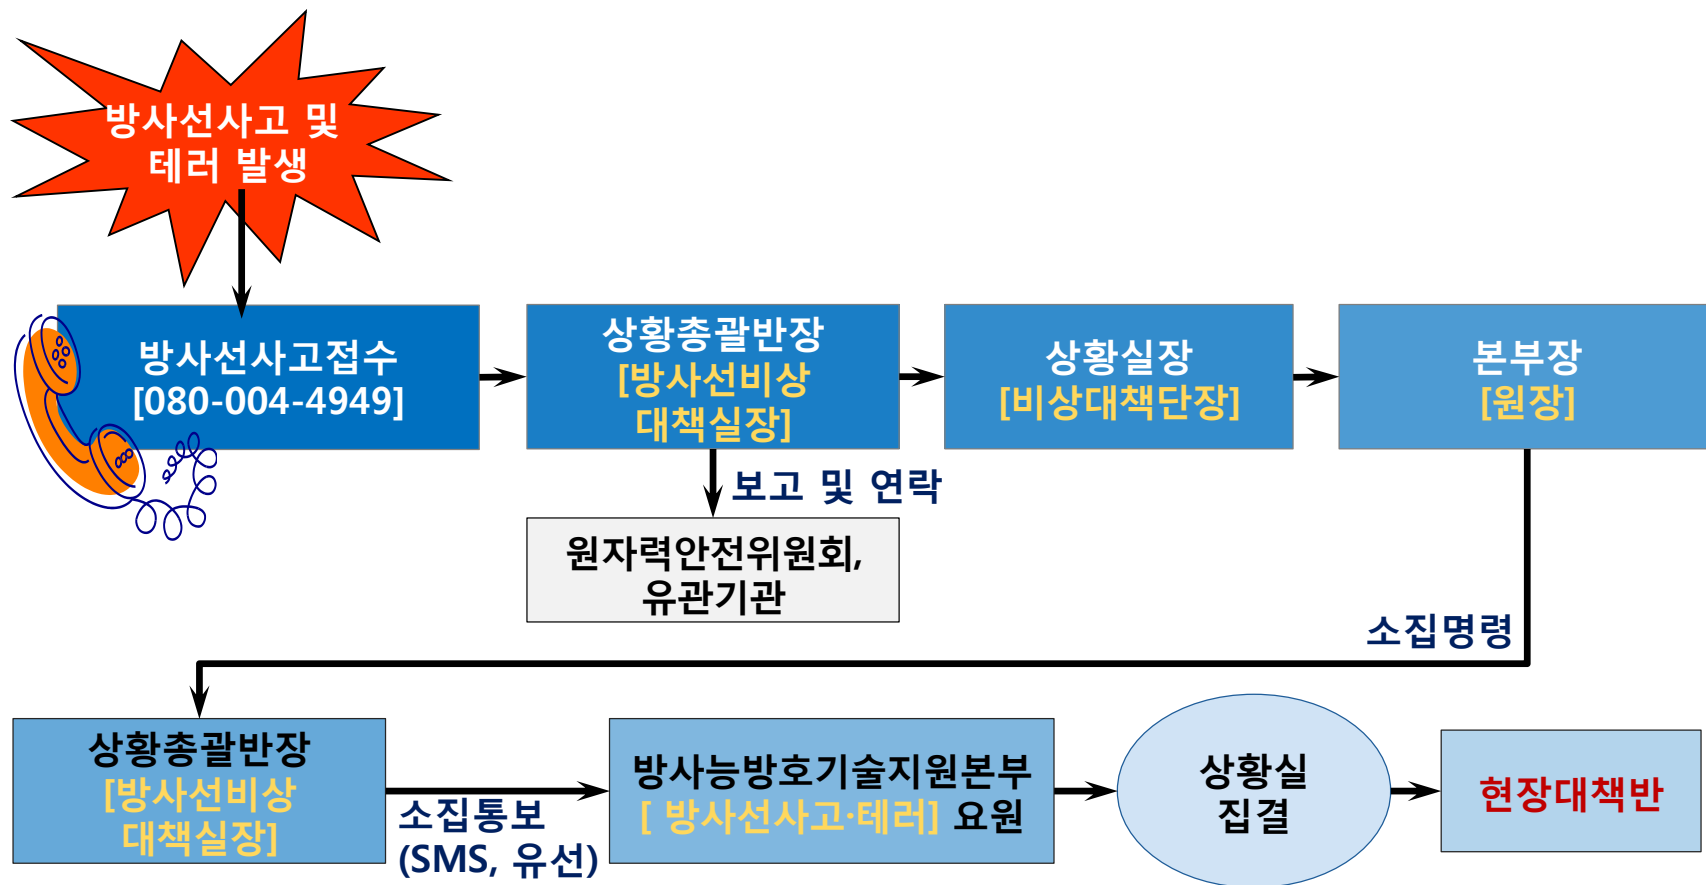 방사선사고 및
테러 발생
방사선사고접수
[080-004-4949]
상황총괄반장
[방사선비상
대책실장]
상황실장
[비상대책단장]
본부장
[원장]
보고 및 연락
원자력안전위원회,
유관기관
소집명령
상황총괄반장
[방사선비상
대책실장]
소집통보
(SMS, 유선)
방사능방호기술지원본부
[ 방사선사고·테러] 요원
상황실
집결
현장대책반